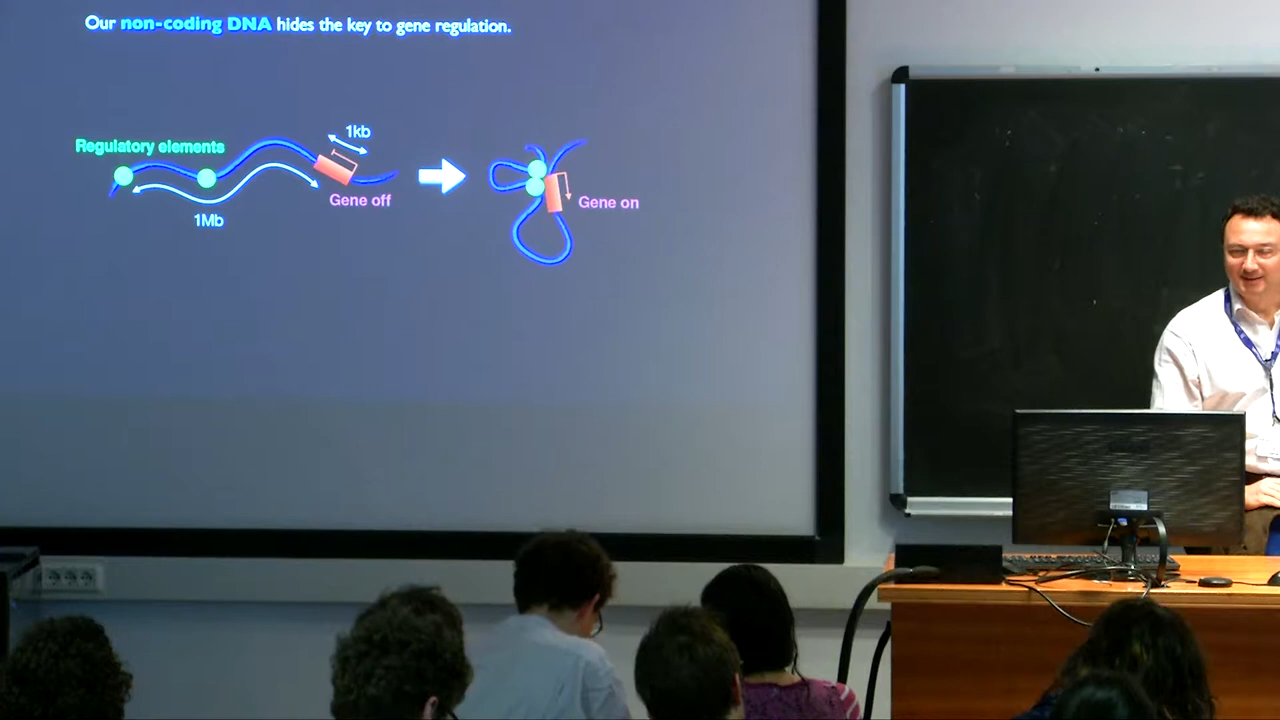 Our non-coding DNA hides the key to gene regulation.
1kb
Regulatory elements
Gene off
Gene on
1Mb